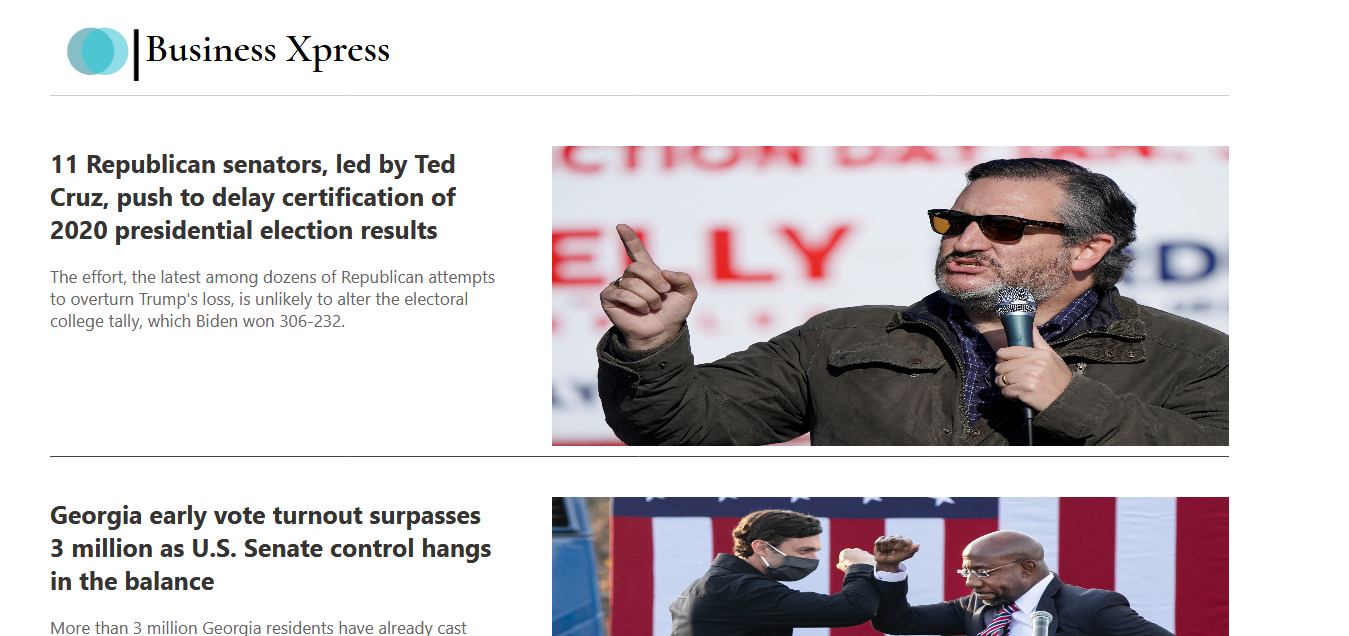 Business Xpress
11 Republican senators, led by Ted
Cruz, push to delay certification of
2020 presidential election results
The effort, the latest among dozens of Republican attempts
to overturn Trump's loss, is unlikely to alter the electoral
college tally, which Biden won 306-232.
ELLY
Georgia early vote turnout surpasses
3 million as U.S. Senate control hangs
in the balance
More than 3 million Georgia residents have already cast